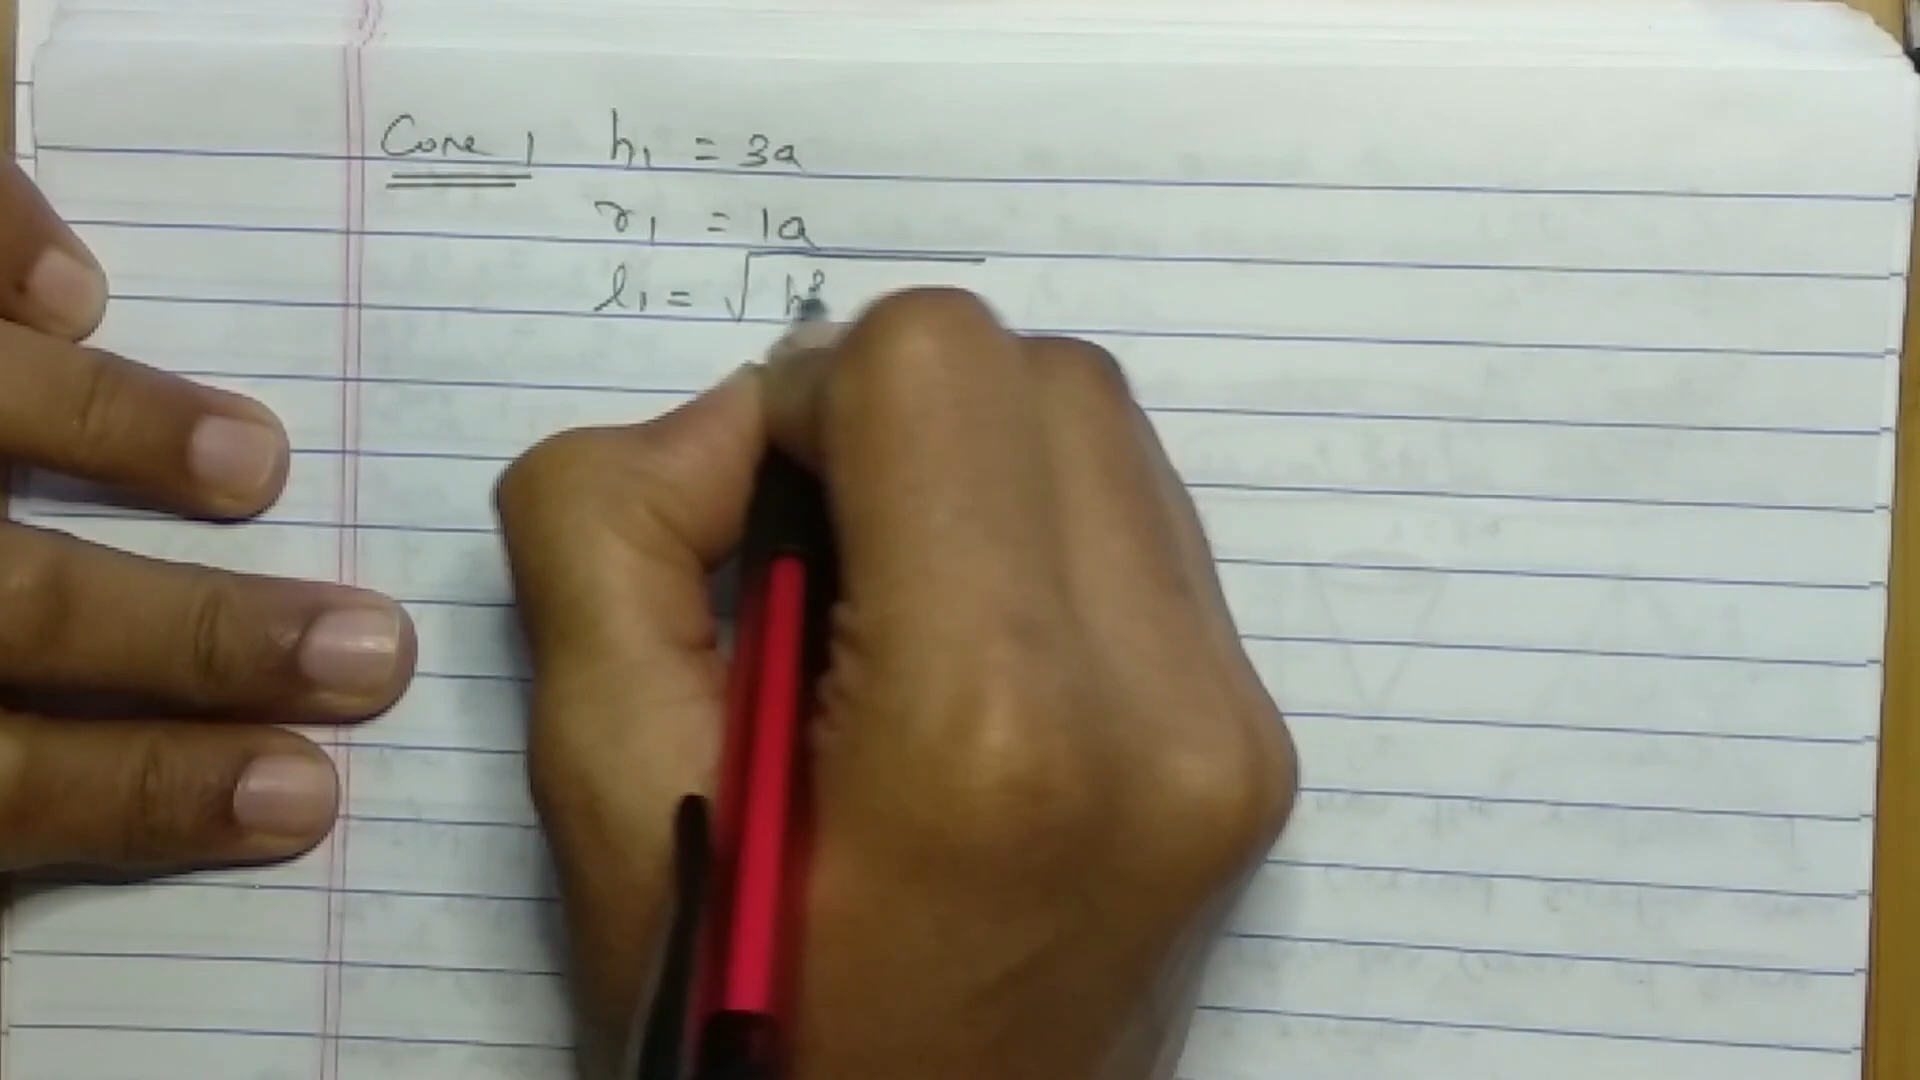 Cone 1 h₁ = 3a
r₁ = 1a
l₁ = √h²